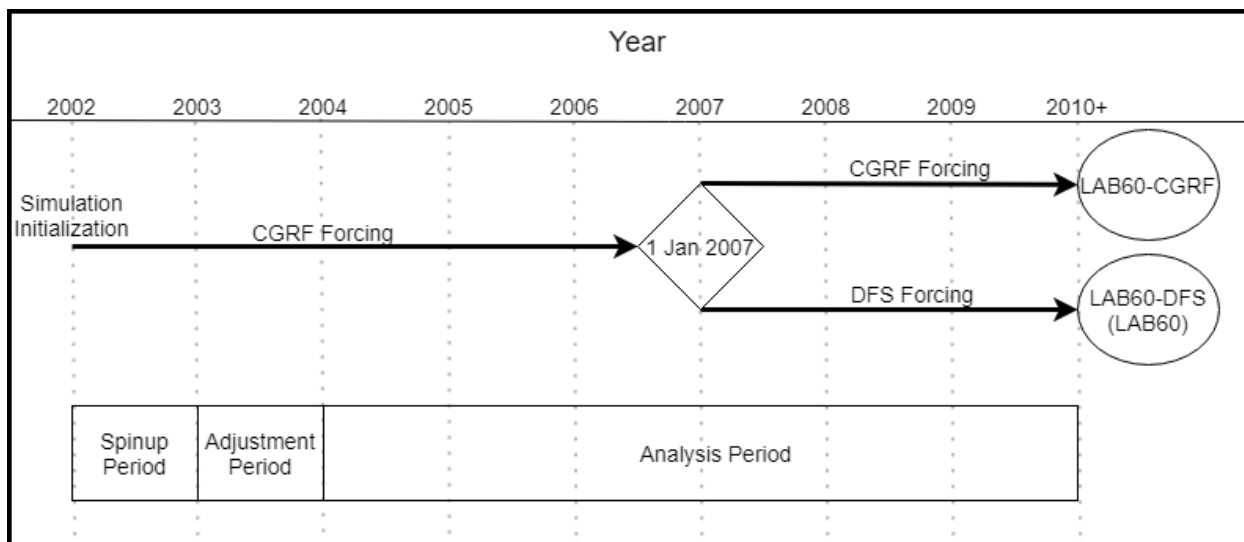 Year
2002 2003 2004 2005 2006 2007 2008 2009 2010+
CGRF Forcing
LAB60-CGRF
Simulation
Initialization
CGRF Forcing
1 Jan 2007
DFS Forcing
LAB60-DFS
(LAB60)
Spinup
Period
Adjustment
Period
Analysis Period